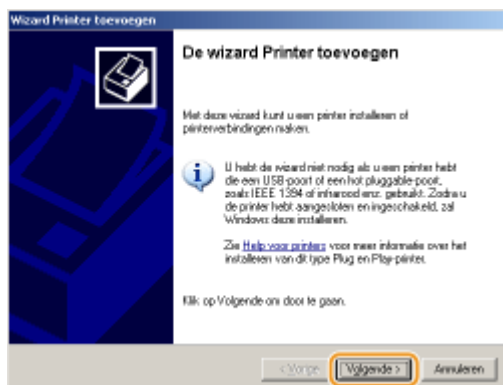 Wizard Printer toevoegen
De wizard Printer toevoegen
Met deze wizard kunt u een printer installeren of
printerverbindingen maken.
U hebt de wizard niet nodig als u een printer hebt
die een USB-poort of een hot pluggable-poort,
zoals IEEE 1394 of infrarood enz. gebruikt. Zodra u
de printer hebt aangesloten en ingeschakeld, zal
Windows deze installeren.
Zie Help voor printers voor meer informatie over het
installeren van dit type Plug en Play-printer.
Klik op Volgende om door te gaan.
< Vorige
Volgende >
Annuleren